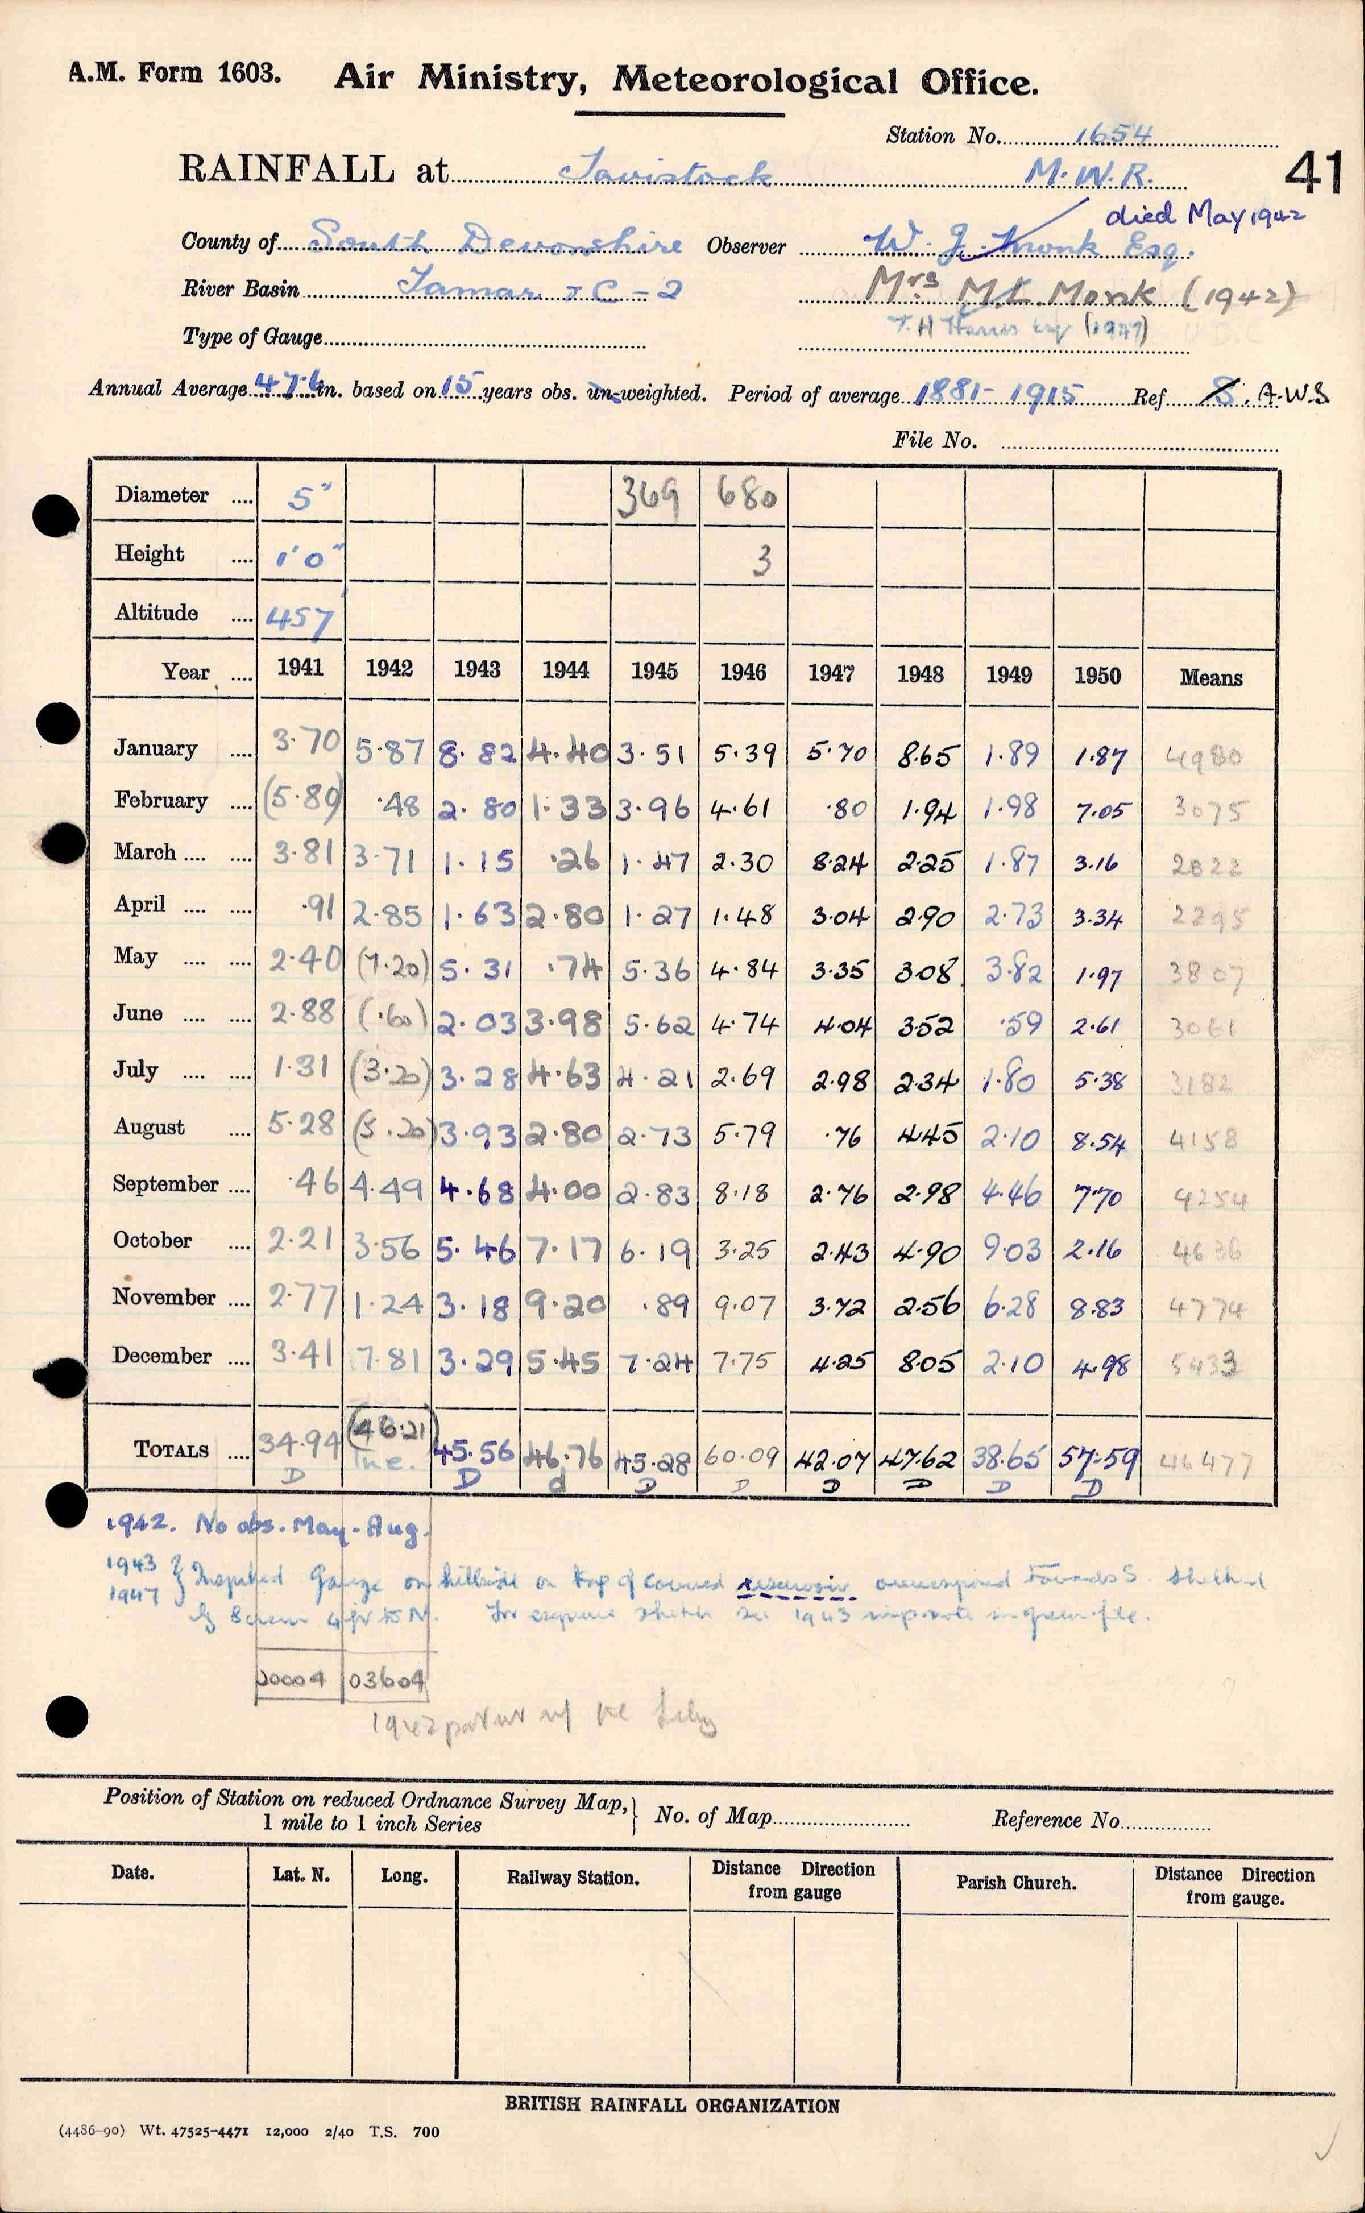 A.M. Form 1603. Air Ministry, Meteorological Office.
Station No. 1654
RAINFALL at Tavistock M.W.R. 41
died May 1942
County of South Devonshire Observer W. J. Monk Esq.
River Basin Tamar 7 C - 2 Mrs M.L. Monk (1942)
Type of Gauge T. H Harris Esq (1947)
Annual Average 47.6 in. based on 15 years obs. un-weighted. Period of average 1881 - 1915 Ref S. A.W.S
File No.
Diameter .... 5" 369 680
Height .... 1'0" 3
Altitude .... 457'
Year .... 1941 1942 1943 1944 1945 1946 1947 1948 1949 1950 Means
January .... 3.70 5.87 8.82 4.40 3.51 5.39 5.70 8.65 1.89 1.87 4980
February .... (5.80) .48 2.80 1.33 3.96 4.61 .80 1.94 1.98 7.05 3075
March .... .... 3.81 3.71 1.15 .26 1.47 2.30 8.24 2.25 1.87 3.16 2822
April .... .... .91 2.85 1.63 2.80 1.27 1.48 3.04 2.90 2.73 3.34 2295
May .... .... 2.40 (7.20) 5.31 .74 5.36 4.84 3.35 3.08 3.82 1.97 3807
June .... .... 2.88 (.60) 2.03 3.98 5.62 4.74 4.04 3.52 .59 2.61 3061
July .... .... 1.31 (3.20) 3.28 4.63 4.21 2.69 2.98 2.34 1.80 5.38 3182
August .... 5.28 (5.20) 3.93 2.80 2.73 5.79 .76 4.45 2.10 8.54 4158
September .... .46 4.49 4.68 4.00 2.83 8.18 2.76 2.98 4.46 7.70 4254
October .... 2.21 3.56 5.46 7.17 6.19 3.25 2.43 4.90 9.03 2.16 4636
November .... 2.77 1.24 3.18 9.20 .89 9.07 3.72 2.56 6.28 8.83 4774
December .... 3.41 7.81 3.29 5.45 7.24 7.75 4.25 8.05 2.10 4.98 5433
TOTALS .... 34.94 (46.21) 45.56 46.76 45.28 60.09 42.07 47.62 38.65 57.59 46477
D Inc. D d D D D D D D
1942. No obs. May - Aug.
1943 } Inspected Gauge on hillside on top of covered reservoir towards S.
1947
4 ft to N. For see 1943
00004 03604
1942
Position of Station on reduced Ordnance Survey Map, } No. of Map Reference No.
1 mile to 1 inch Series
Date. Lat. N. Long. Railway Station. Distance Direction from gauge Parish Church. Distance Direction from gauge.
BRITISH RAINFALL ORGANIZATION
(4486-90) Wt. 47525-4471 12,000 2/40 T.S. 700